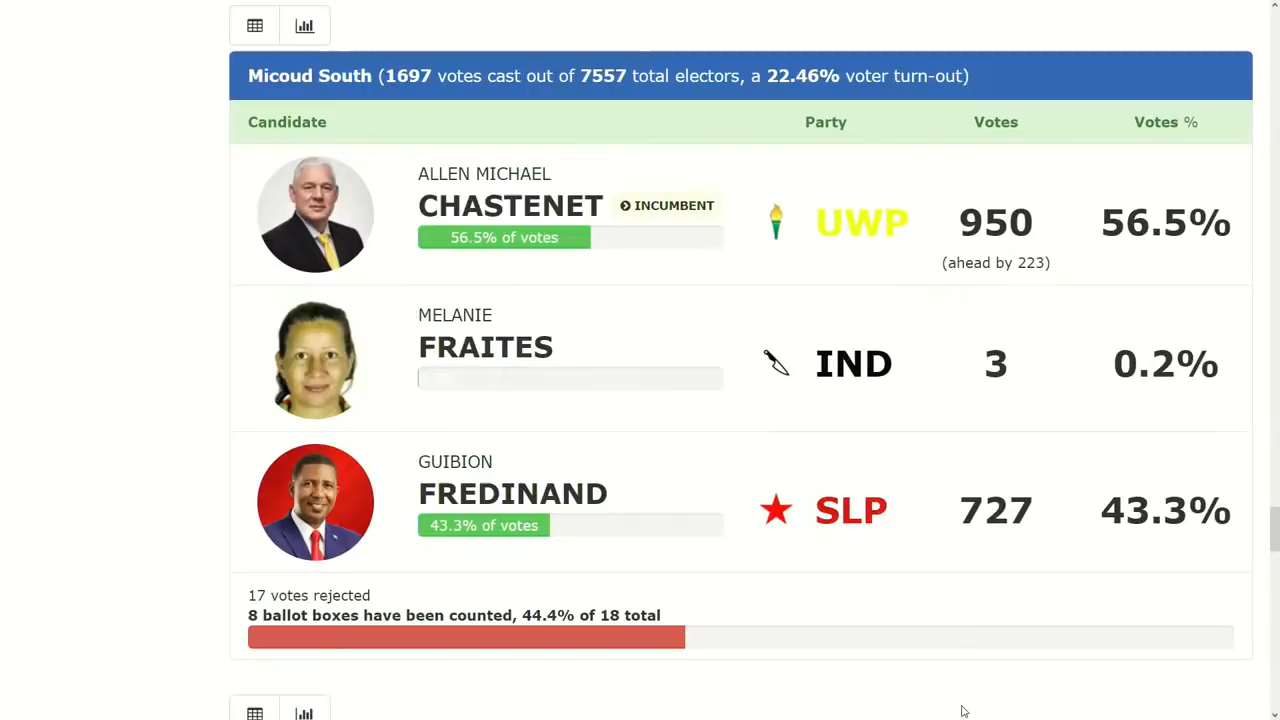 Micoud South (1697 votes cast out of 7557 total electors, a 22.46% voter turn-out)
Candidate Party Votes Votes %
ALLEN MICHAEL
CHASTENET INCUMBENT
56.5% of votes
UWP 950 56.5%
(ahead by 223)
MELANIE
FRAITES
IND 3 0.2%
GUIBION
FREDINAND
43.3% of votes
SLP 727 43.3%
17 votes rejected
8 ballot boxes have been counted, 44.4% of 18 total